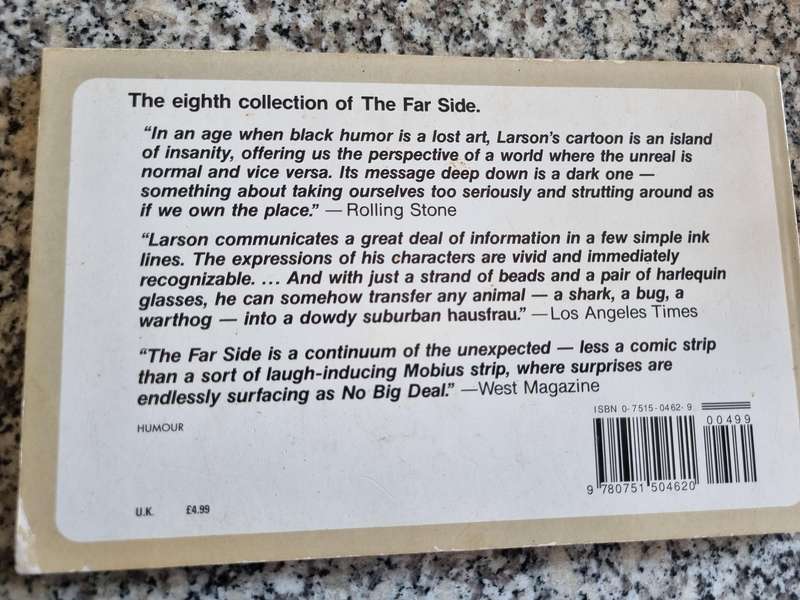 The eighth collection of The Far Side.
“In an age when black humor is a lost art, Larson’s cartoon is an island
of insanity, offering us the perspective of a world where the unreal is
normal and vice versa. Its message deep down is a dark one —
something about taking ourselves too seriously and strutting around as
if we own the place.” — Rolling Stone
“Larson communicates a great deal of information in a few simple ink
lines. The expressions of his characters are vivid and immediately
recognizable. ... And with just a strand of beads and a pair of harlequin
glasses, he can somehow transfer any animal — a shark, a bug, a
warthog — into a dowdy suburban hausfrau.” — Los Angeles Times
“The Far Side is a continuum of the unexpected — less a comic strip
than a sort of laugh-inducing Mobius strip, where surprises are
endlessly surfacing as No Big Deal.” —West Magazine
HUMOUR
ISBN 0-7515-0462-9
00499
9 780751 504620
U.K. £4.99